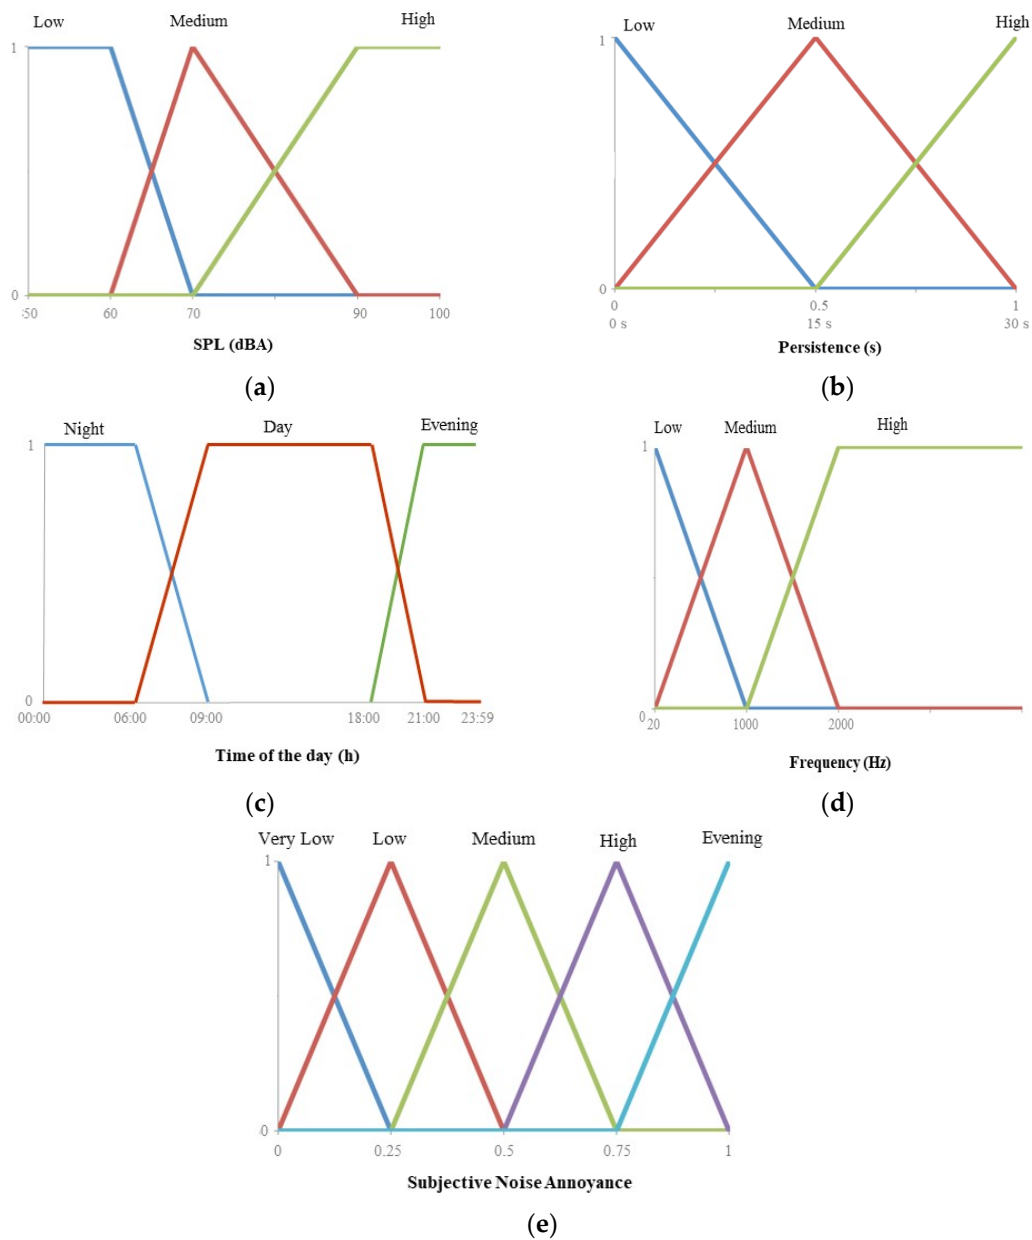 Low Medium High
1
0
50 60 70 90 100
SPL (dBA)
(a)
Low Medium High
1
0
0 0.5 1
0 s 15 s 30 s
Persistence (s)
(b)
Night Day Evening
1
0
00:00 06:00 09:00 18:00 21:00 23:59
Time of the day (h)
(c)
Low Medium High
1
0
20 1000 2000
Frequency (Hz)
(d)
Very Low Low Medium High Evening
1
0
0 0.25 0.5 0.75 1
Subjective Noise Annoyance
(e)